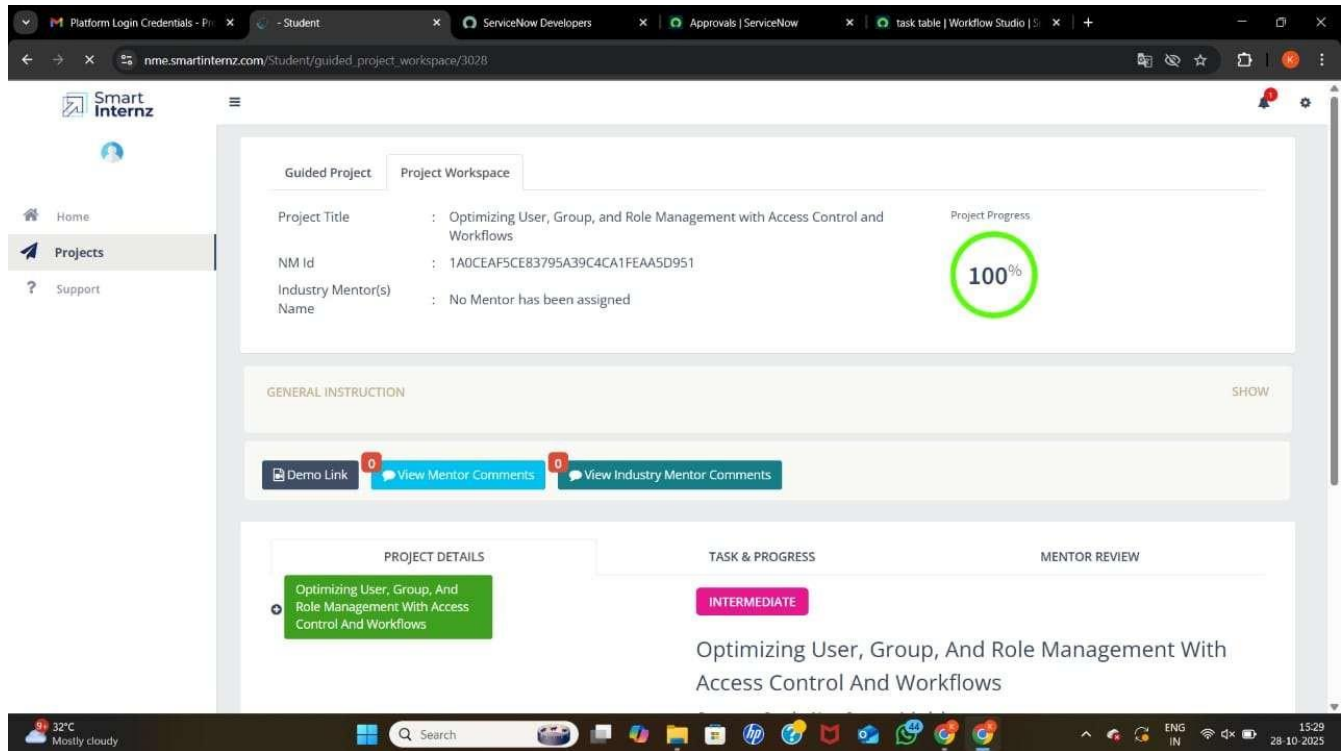 Platform Login Credentials - Pr
- Student
ServiceNow Developers
Approvals | ServiceNow
task table | Workflow Studio | S
nme.smartinternz.com/Student/guided_project_workspace/3028
K
Smart
Internz
1
Home
Projects
? Support
Guided Project
Project Workspace
Project Title : Optimizing User, Group, and Role Management with Access Control and
Workflows
NM Id : 1A0CEAF5CE83795A39C4CA1FEAA5D951
Industry Mentor(s)
Name : No Mentor has been assigned
Project Progress
100%
GENERAL INSTRUCTION
SHOW
Demo Link
0
View Mentor Comments
0
View Industry Mentor Comments
PROJECT DETAILS
TASK & PROGRESS
MENTOR REVIEW
Optimizing User, Group, And
Role Management With Access
Control And Workflows
INTERMEDIATE
Optimizing User, Group, And Role Management With
Access Control And Workflows
9+
32°C
Mostly cloudy
Search
hp
99+
ENG
IN
15:29
28-10-2025